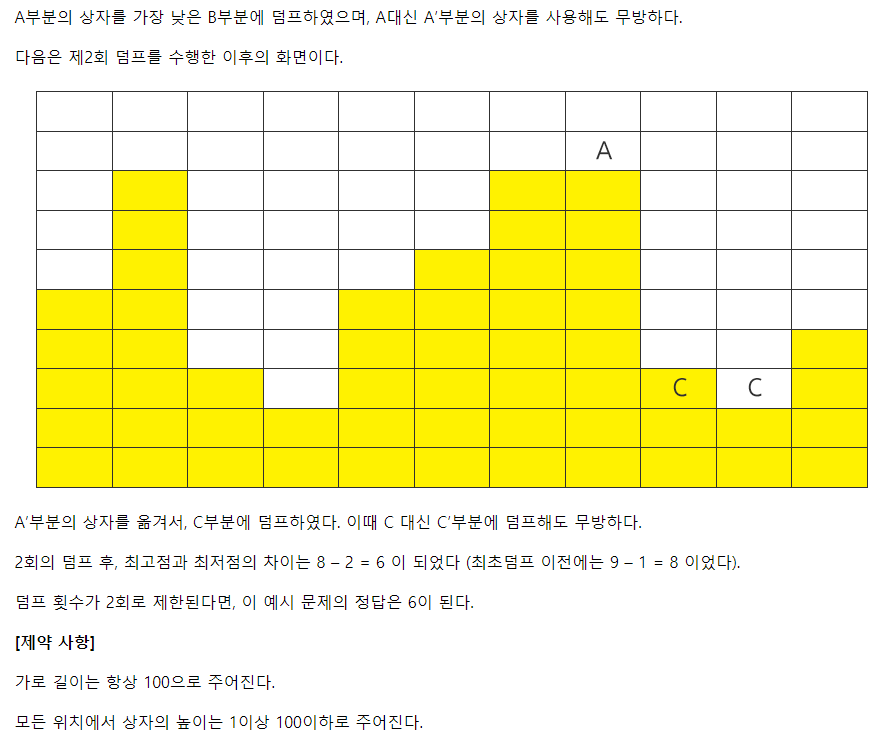 A부분의 상자를 가장 낮은 B부분에 덤프하였으며, A대신 A’부분의 상자를 사용해도 무방하다.
다음은 제2회 덤프를 수행한 이후의 화면이다.
A
C C
A’부분의 상자를 옮겨서, C부분에 덤프하였다. 이때 C 대신 C’부분에 덤프해도 무방하다.
2회의 덤프 후, 최고점과 최저점의 차이는 8 – 2 = 6 이 되었다 (최초덤프 이전에는 9 – 1 = 8 이었다).
덤프 횟수가 2회로 제한된다면, 이 예시 문제의 정답은 6이 된다.
[제약 사항]
가로 길이는 항상 100으로 주어진다.
모든 위치에서 상자의 높이는 1이상 100이하로 주어진다.